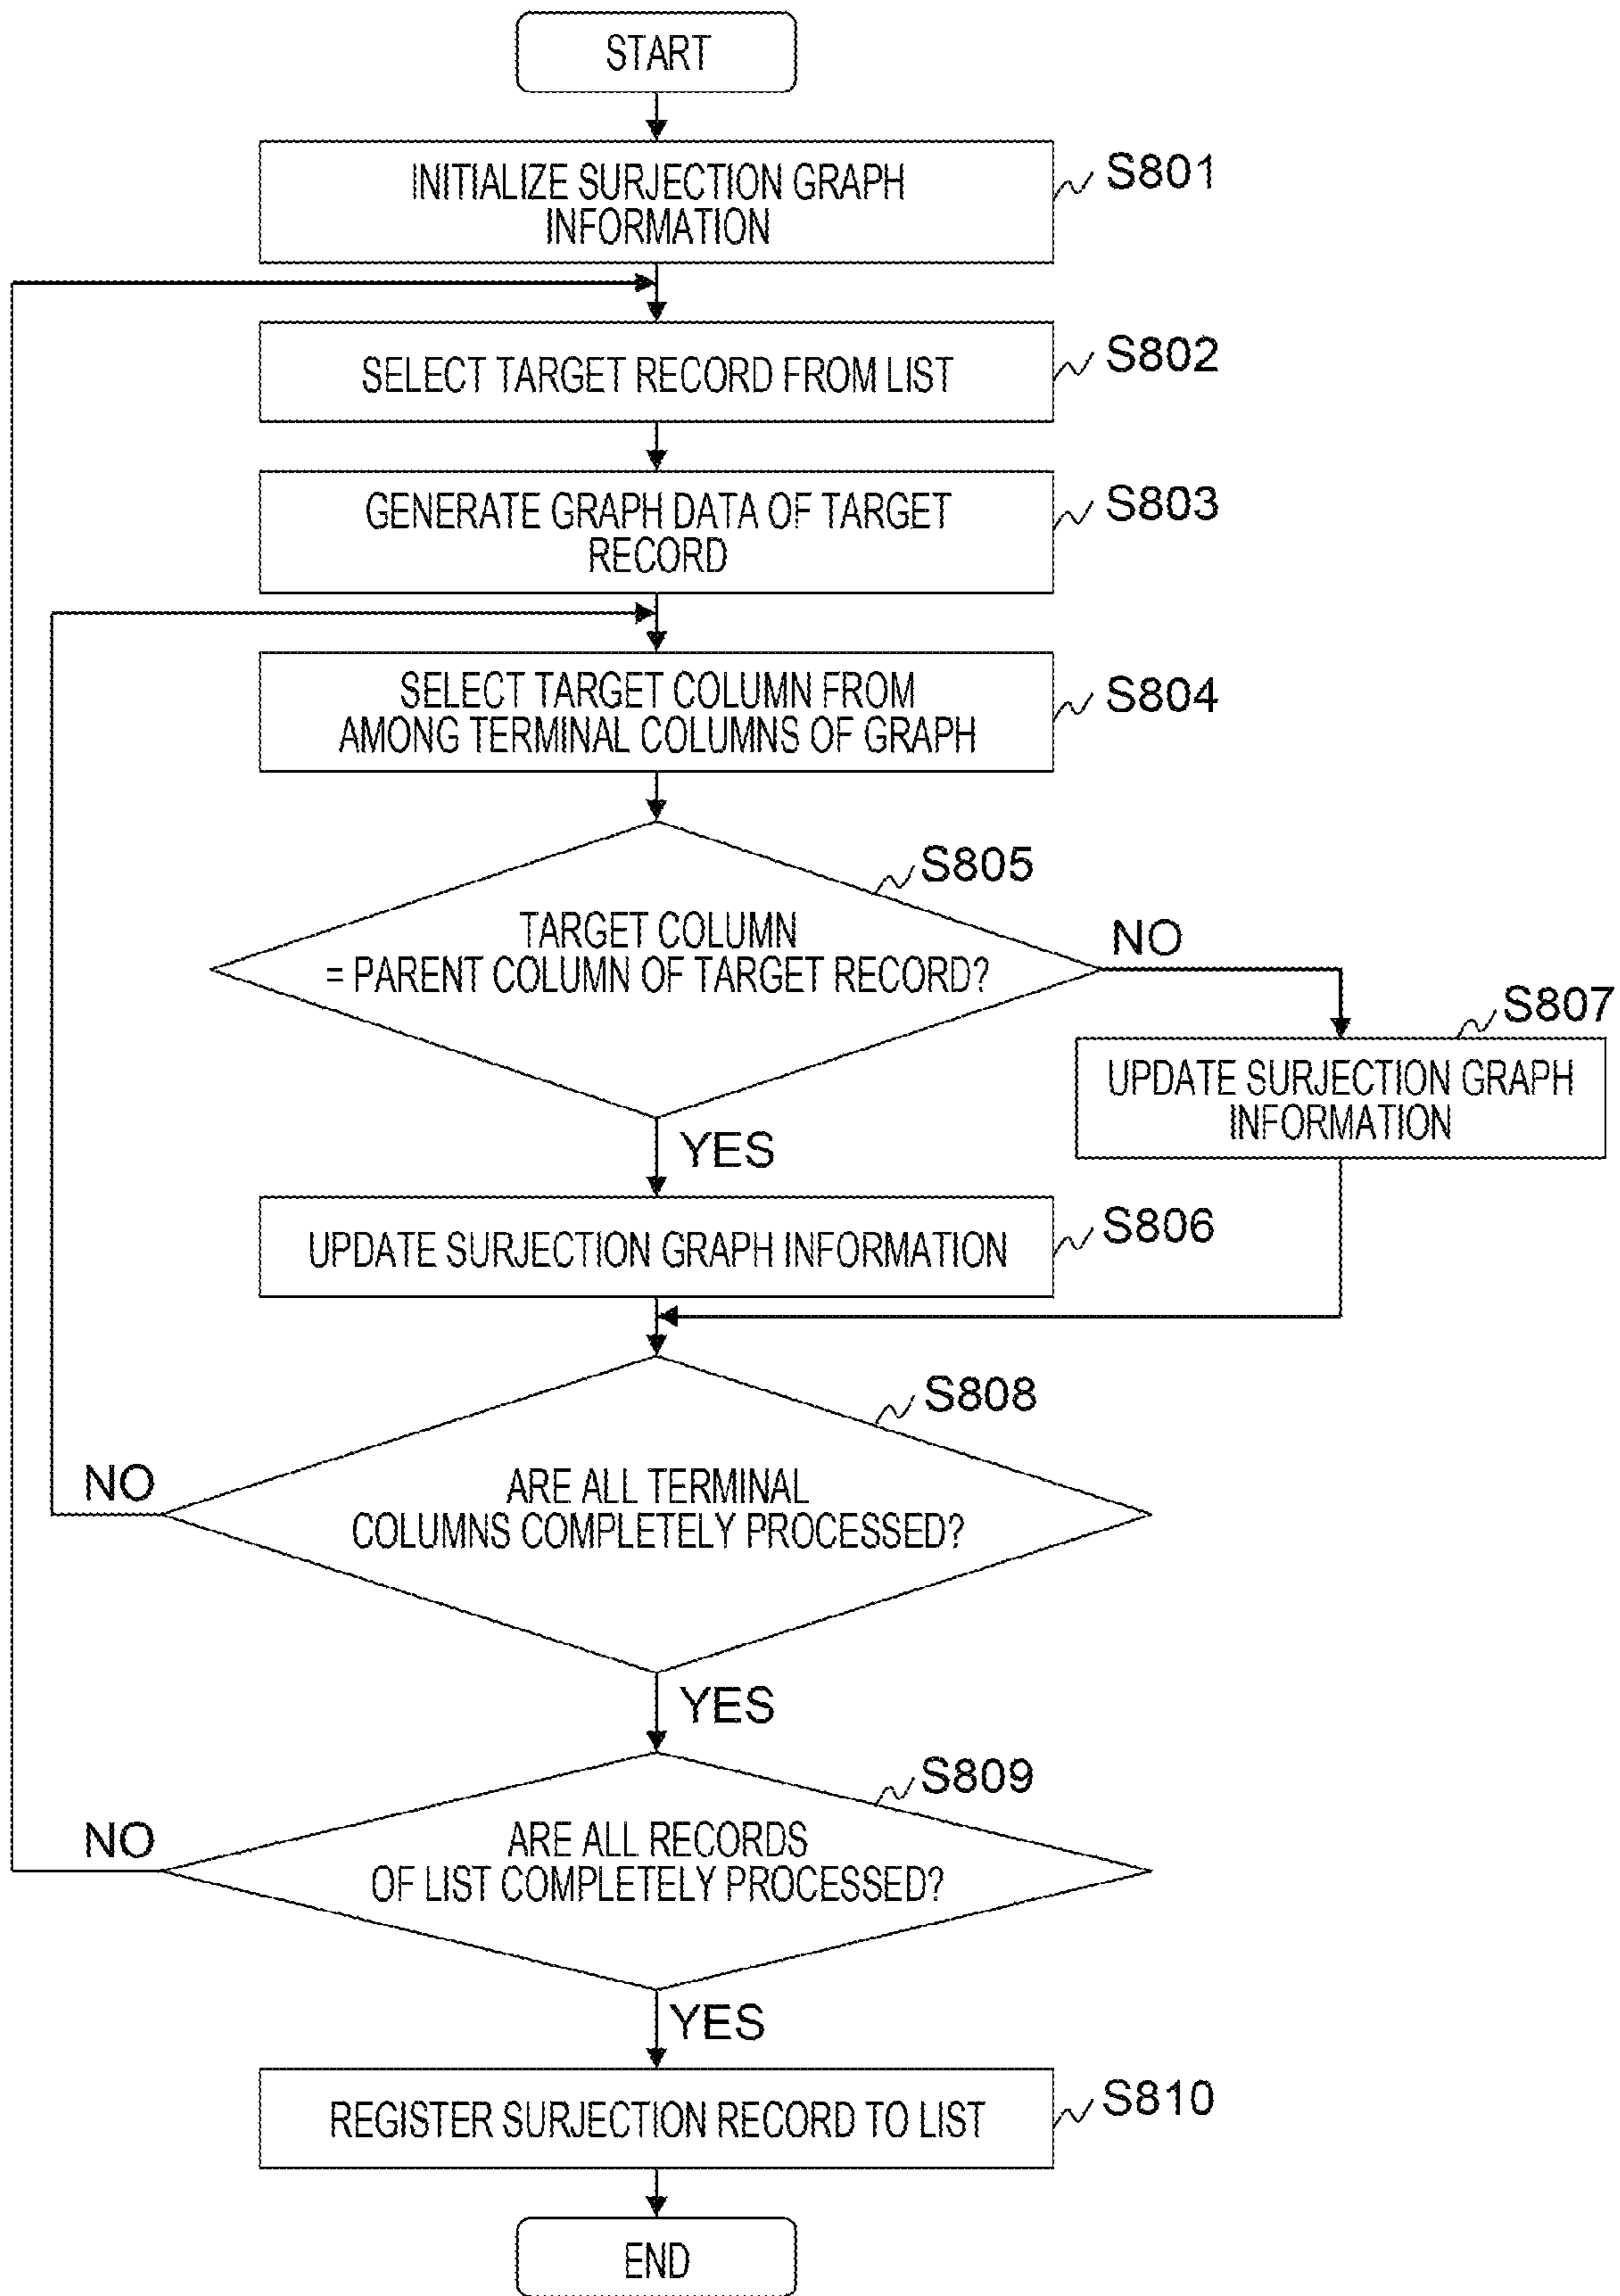 START
INITIALIZE SURJECTION GRAPH
INFORMATION
S801
SELECT TARGET RECORD FROM LIST
S802
GENERATE GRAPH DATA OF TARGET
RECORD
S803
SELECT TARGET COLUMN FROM
AMONG TERMINAL COLUMNS OF GRAPH
S804
S805
TARGET COLUMN
= PARENT COLUMN OF TARGET RECORD?
NO
S807
UPDATE SURJECTION GRAPH
INFORMATION
YES
UPDATE SURJECTION GRAPH INFORMATION
S806
S808
ARE ALL TERMINAL
COLUMNS COMPLETELY PROCESSED?
NO
YES
S809
ARE ALL RECORDS
OF LIST COMPLETELY PROCESSED?
NO
YES
REGISTER SURJECTION RECORD TO LIST
S810
END